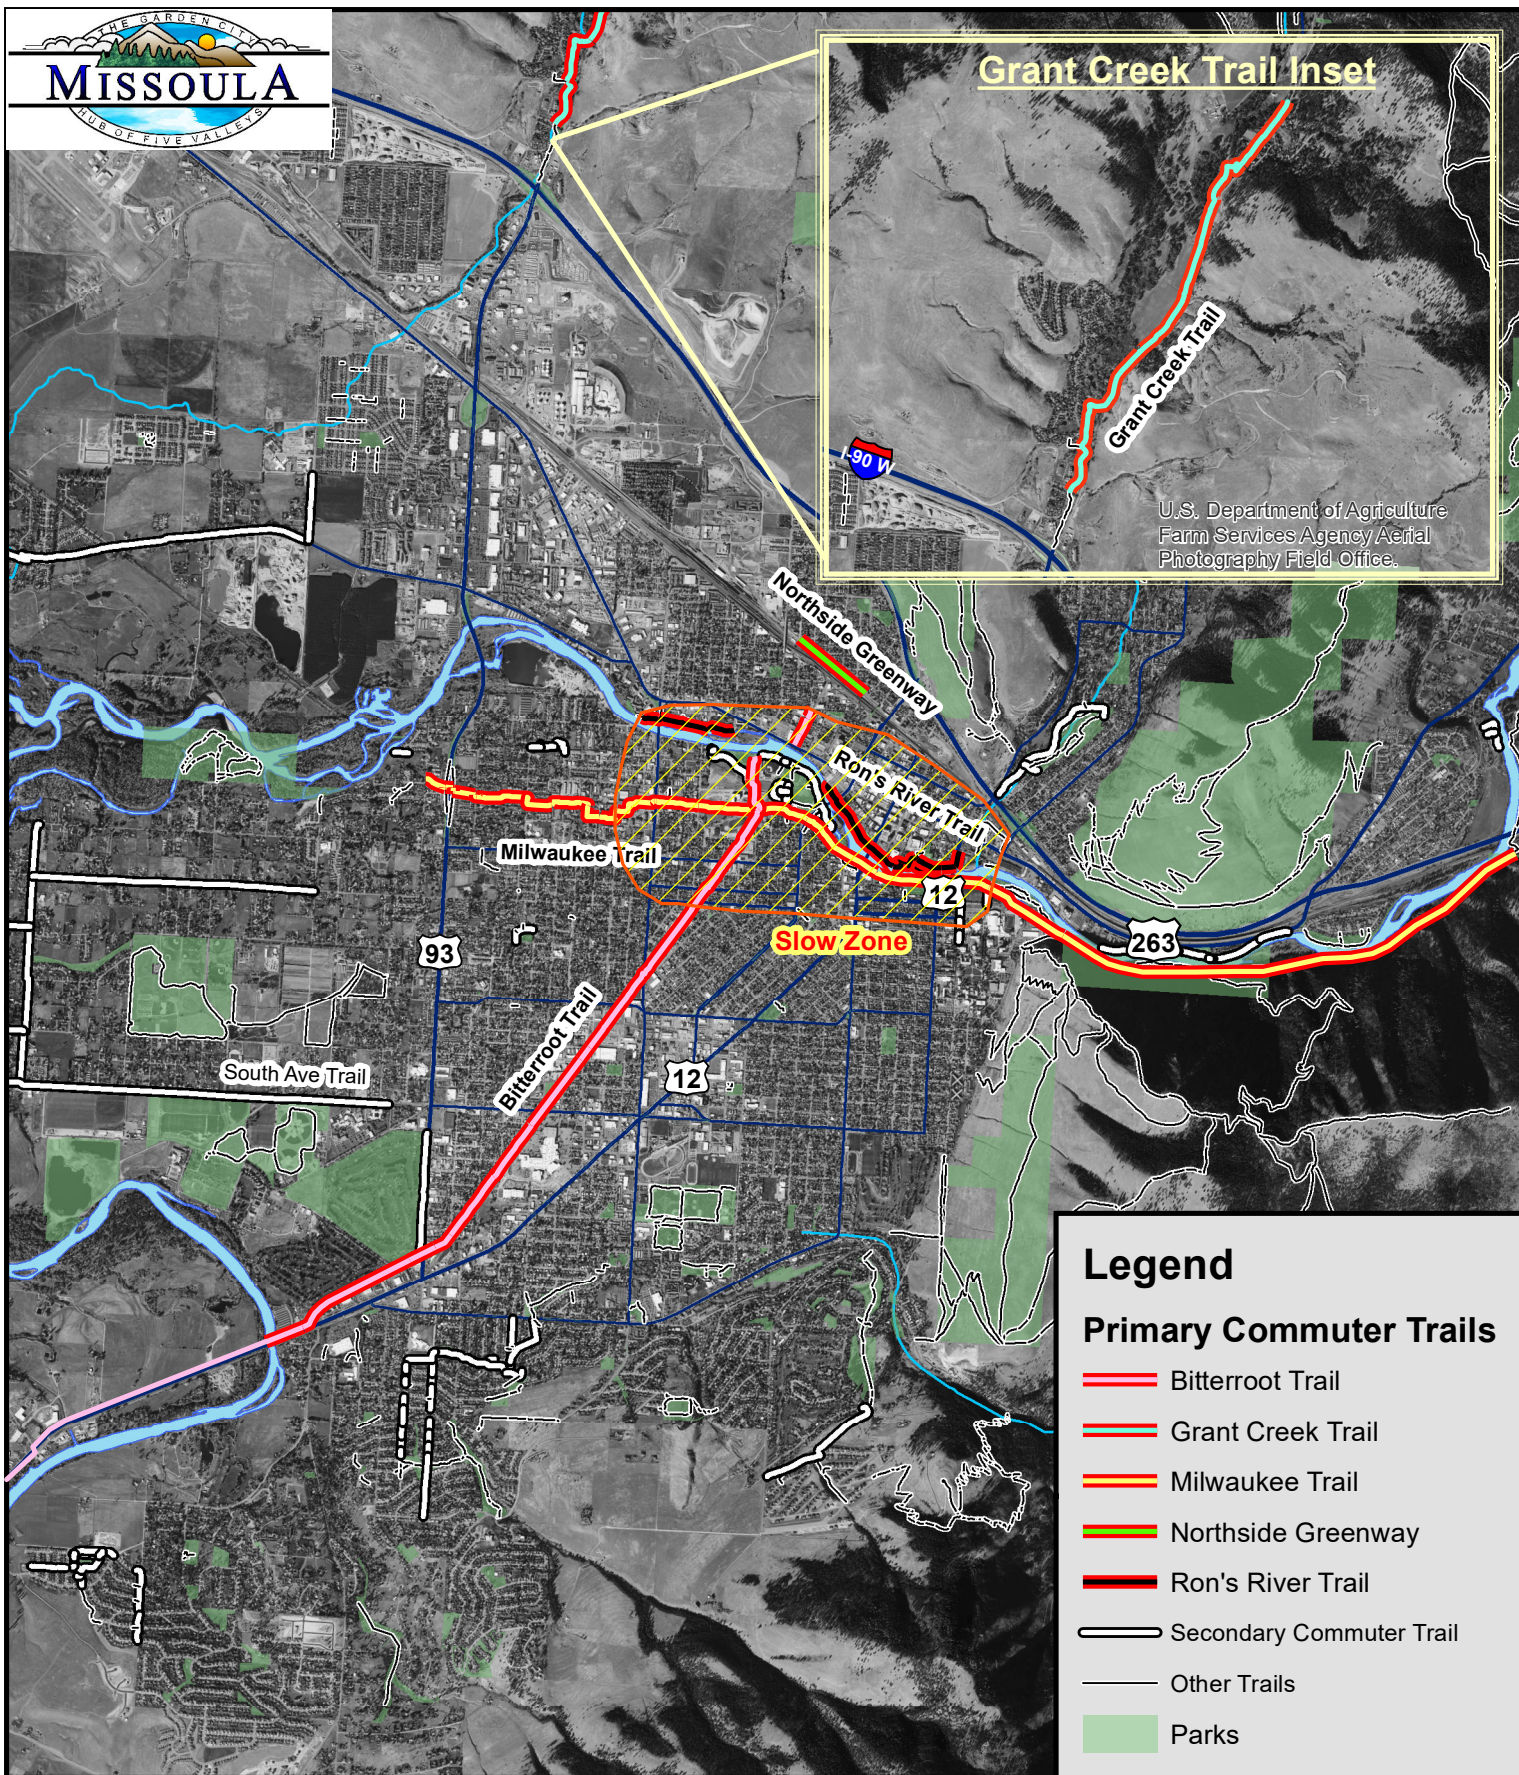 THE GARDEN CITY
MISSOULA
HUB OF FIVE VALLEYS
Grant Creek Trail Inset
Grant Creek Trail
I-90 W
U.S. Department of Agriculture
Farm Services Agency Aerial
Photography Field Office.
Northside Greenway
Ron's River Trail
Milwaukee Trail
12
Slow Zone
93
263
Bitterroot Trail
12
South Ave Trail
Legend
Primary Commuter Trails
Bitterroot Trail
Grant Creek Trail
Milwaukee Trail
Northside Greenway
Ron's River Trail
Secondary Commuter Trail
Other Trails
Parks